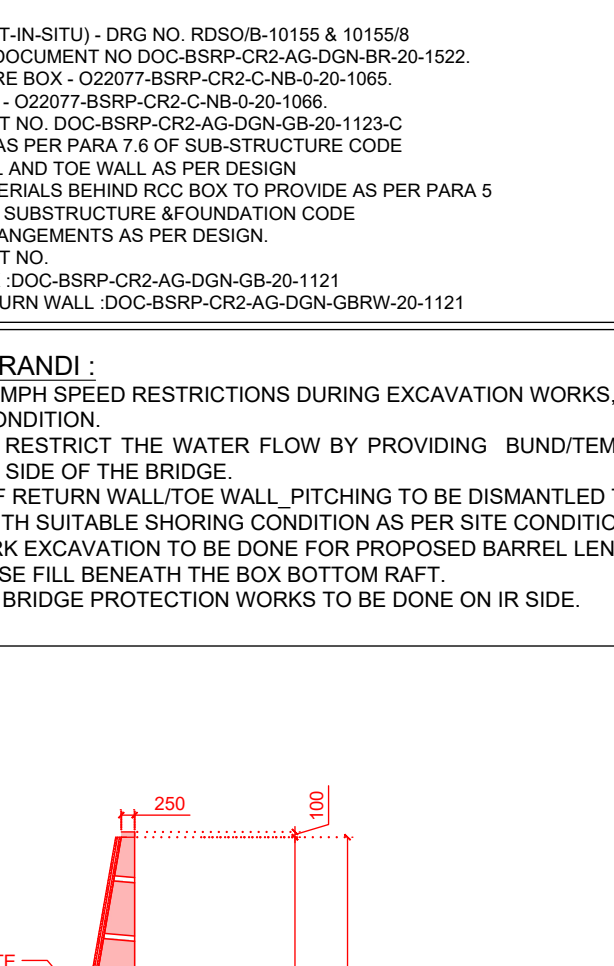 T-IN-SITU) - DRG NO. RDSO/B-10155 & 10155/8
DOCUMENT NO DOC-BSRP-CR2-AG-DGN-BR-20-1522.
RE BOX - O22077-BSRP-CR2-C-NB-0-20-1065.
- O22077-BSRP-CR2-C-NB-0-20-1066.
T NO. DOC-BSRP-CR2-AG-DGN-GB-20-1123-C
AS PER PARA 7.6 OF SUB-STRUCTURE CODE
L AND TOE WALL AS PER DESIGN
TERIALS BEHIND RCC BOX TO PROVIDE AS PER PARA 5
SUBSTRUCTURE &FOUNDATION CODE
ANGEMENTS AS PER DESIGN.
T NO.
:DOC-BSRP-CR2-AG-DGN-GB-20-1121
URN WALL :DOC-BSRP-CR2-AG-DGN-GBRW-20-1121
RANDI :
MPH SPEED RESTRICTIONS DURING EXCAVATION WORKS,
ONDITION.
RESTRICT THE WATER FLOW BY PROVIDING BUND/TEM
SIDE OF THE BRIDGE.
F RETURN WALL/TOE WALL_PITCHING TO BE DISMANTLED
TH SUITABLE SHORING CONDITION AS PER SITE CONDITIO
RK EXCAVATION TO BE DONE FOR PROPOSED BARREL LEN
SE FILL BENEATH THE BOX BOTTOM RAFT.
BRIDGE PROTECTION WORKS TO BE DONE ON IR SIDE.
250
100
TE